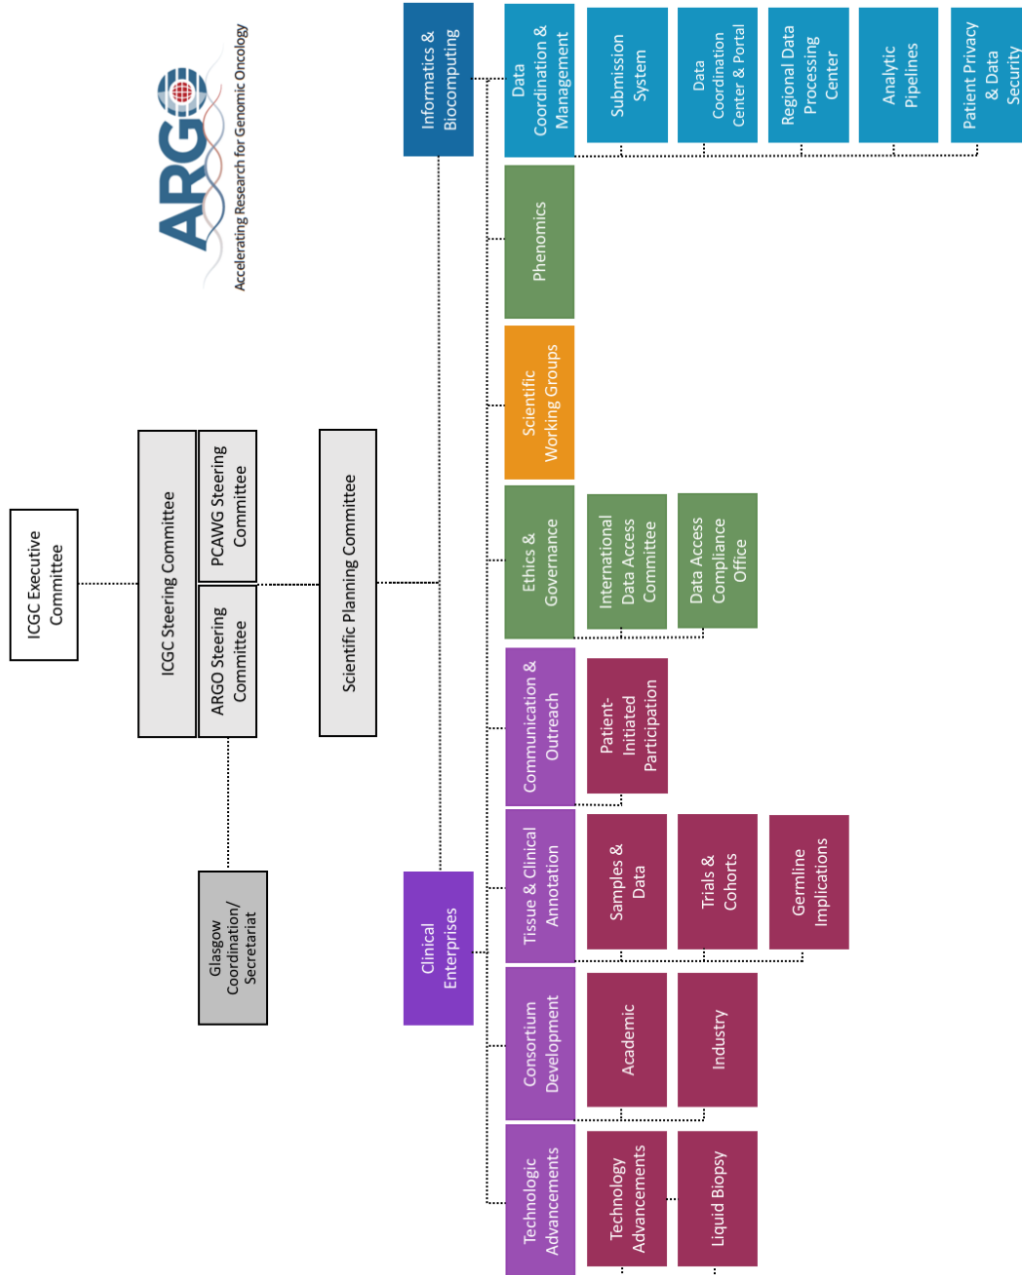 ICGC Executive
Committee
ARGO
Accelerating Research for Genomic Oncology
ICGC Steering Committee
ARGO Steering
Committee
PCAWG Steering
Committee
Glasgow
Coordination/
Secretariat
Scientific Planning Committee
Clinical
Enterprises
Informatics &
Biocomputing
Technologic
Advancements
Consortium
Development
Tissue & Clinical
Annotation
Communication &
Outreach
Ethics &
Governance
Scientific
Working Groups
Phenomics
Data
Coordination &
Management
Technology
Advancements
Liquid Biopsy
Academic
Industry
Samples &
Data
Trials &
Cohorts
Germline
Implications
Patient-
Initiated
Participation
International
Data Access
Committee
Data Access
Compliance
Office
Submission
System
Data
Coordination
Center & Portal
Regional Data
Processing
Center
Analytic
Pipelines
Patient Privacy
& Data
Security